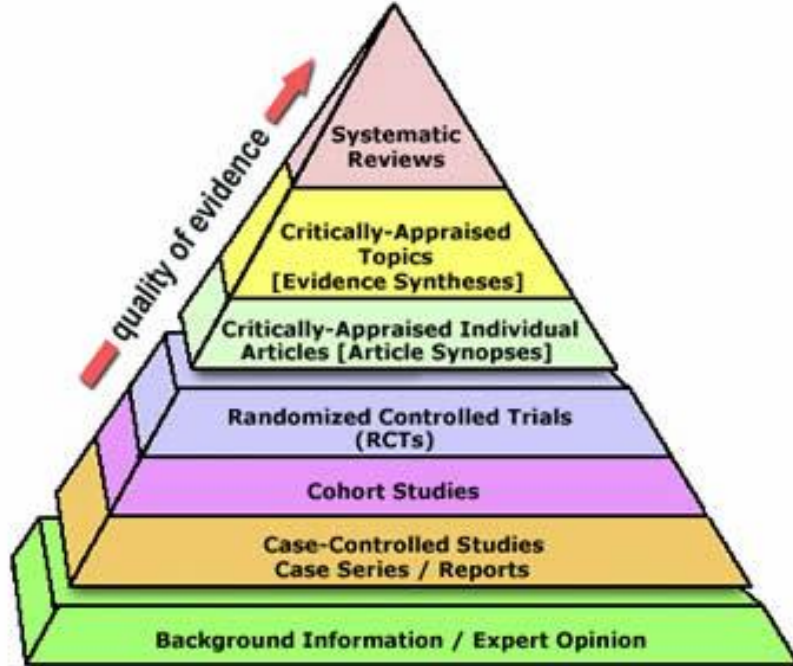 quality of evidence
Systematic
Reviews
Critically-Appraised
Topics
[Evidence Syntheses]
Critically-Appraised Individual
Articles [Article Synopses]
Randomized Controlled Trials
(RCTs)
Cohort Studies
Case-Controlled Studies
Case Series / Reports
Background Information / Expert Opinion